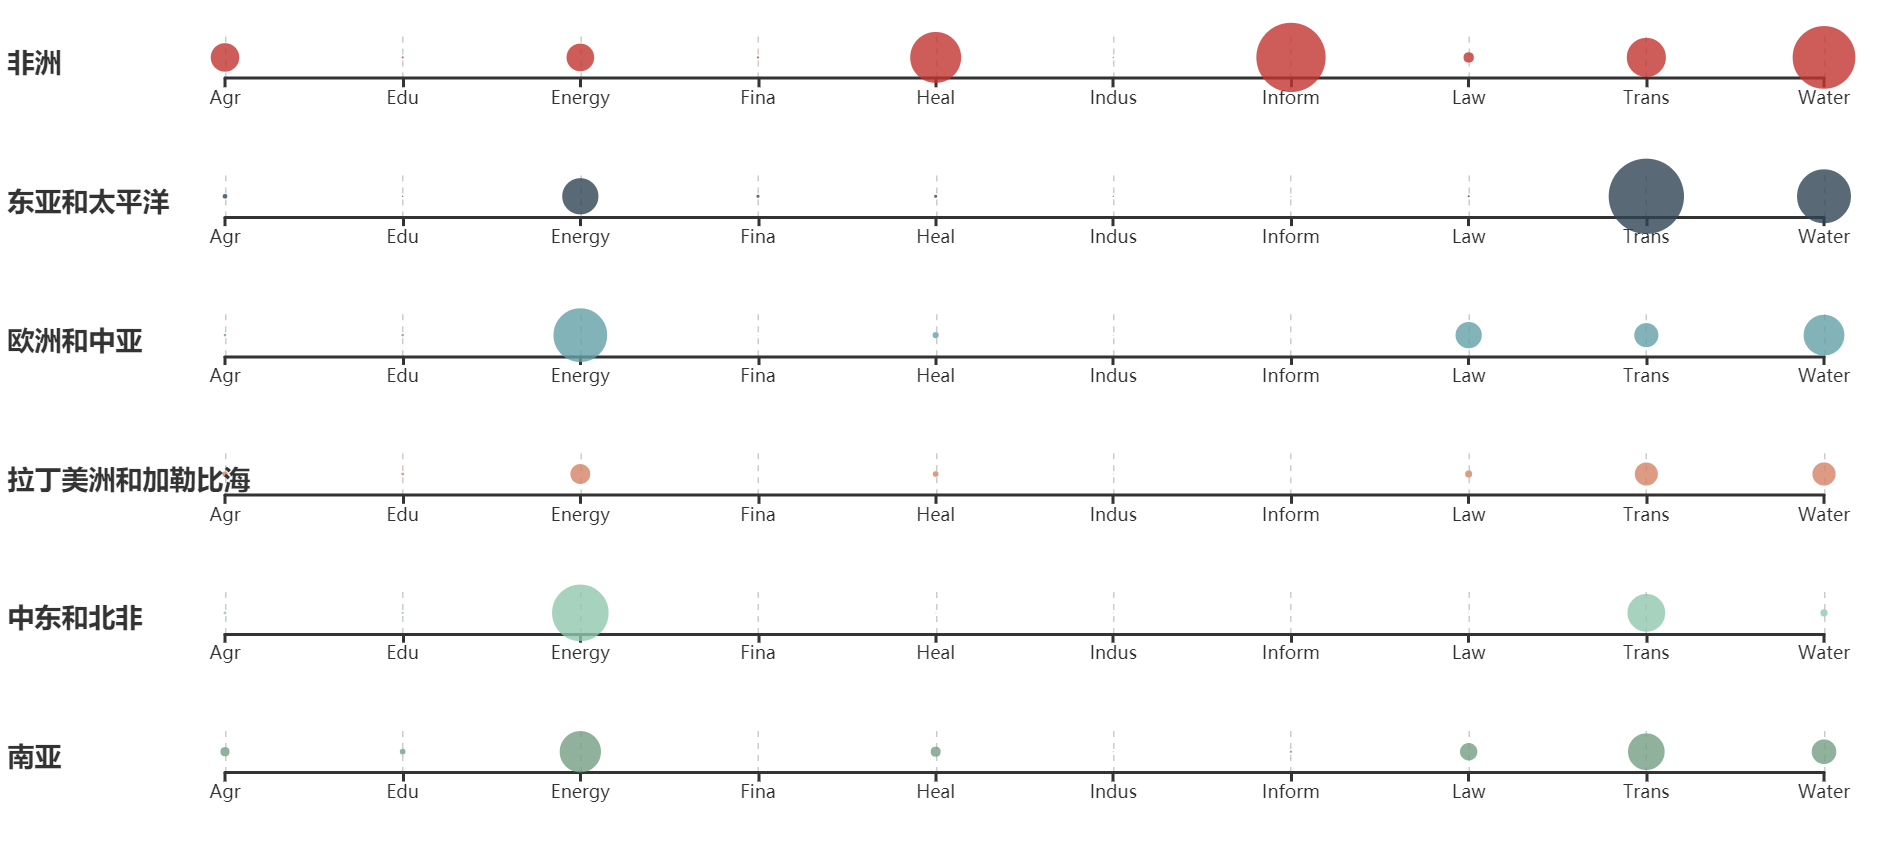 非洲
Agr Edu Energy Fina Heal Indus Inform Law Trans Water
东亚和太平洋
Agr Edu Energy Fina Heal Indus Inform Law Trans Water
欧洲和中亚
Agr Edu Energy Fina Heal Indus Inform Law Trans Water
拉丁美洲和加勒比海
Agr Edu Energy Fina Heal Indus Inform Law Trans Water
中东和北非
Agr Edu Energy Fina Heal Indus Inform Law Trans Water
南亚
Agr Edu Energy Fina Heal Indus Inform Law Trans Water